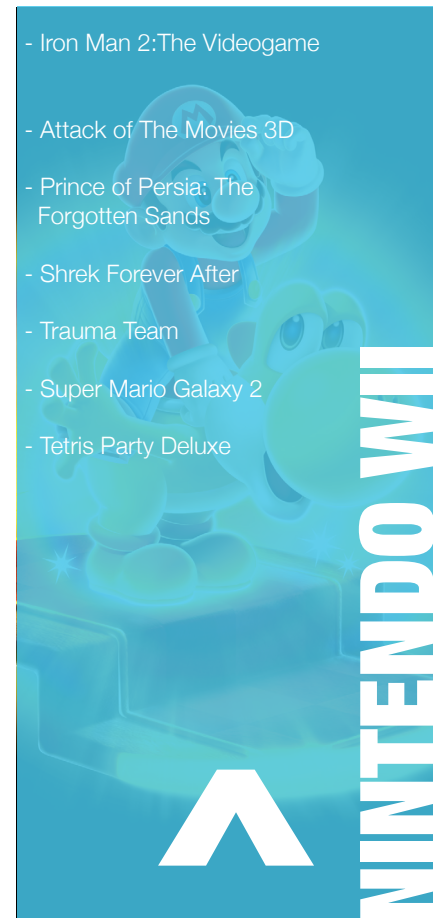 - Iron Man 2:The Videogame
- Attack of The Movies 3D
- Prince of Persia: The
Forgotten Sands
- Shrek Forever After
- Trauma Team
- Super Mario Galaxy 2
- Tetris Party Deluxe
NINTENDO WII